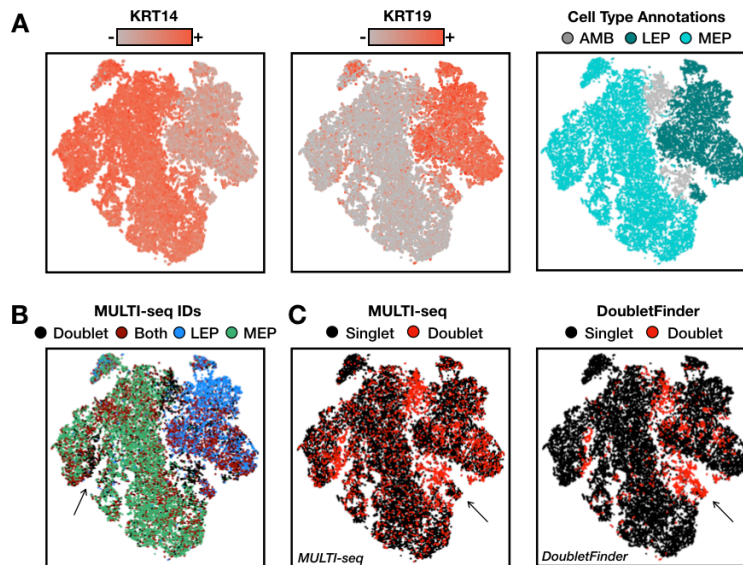 A
KRT14
- +
KRT19
- +
Cell Type Annotations
AMB LEP MEP
B
MULTI-seq IDs
Doublet Both LEP MEP
C
MULTI-seq
Singlet Doublet
MULTI-seq
DoubletFinder
Singlet Doublet
DoubletFinder